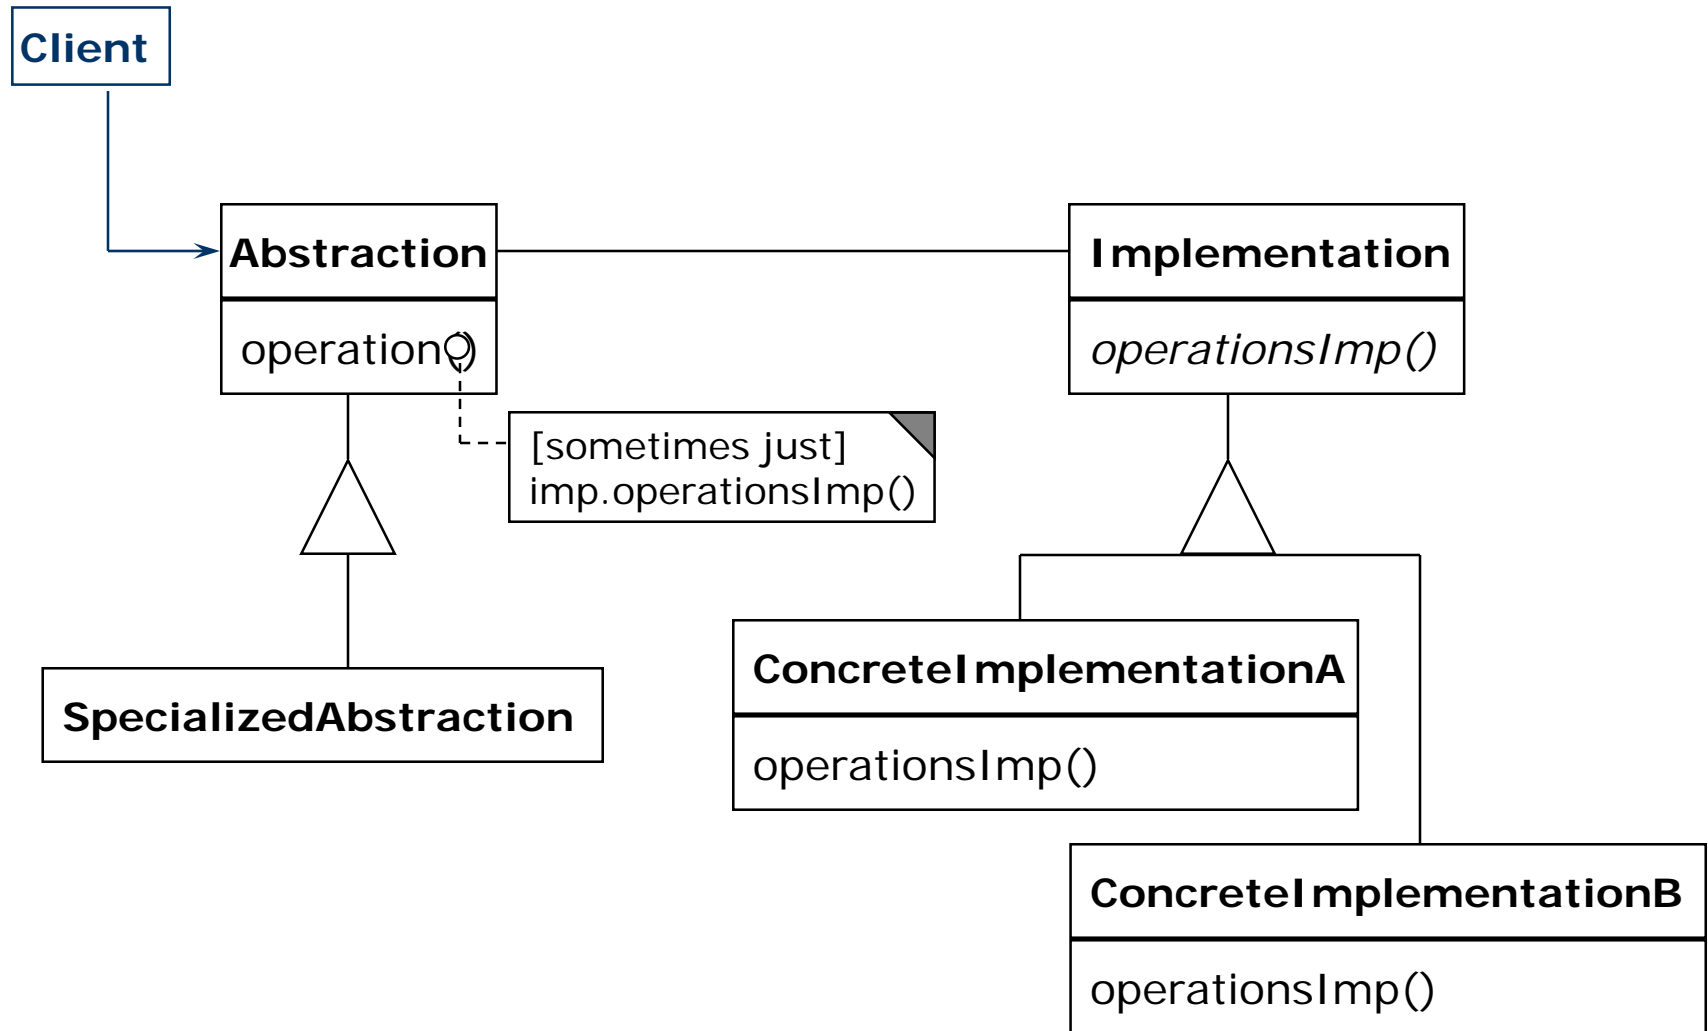 Client
Abstraction
Implementation
operation()
operationsImp()
[sometimes just]
imp.operationsImp()
ConcreteImplementationA
SpecializedAbstraction
operationsImp()
ConcreteImplementationB
operationsImp()